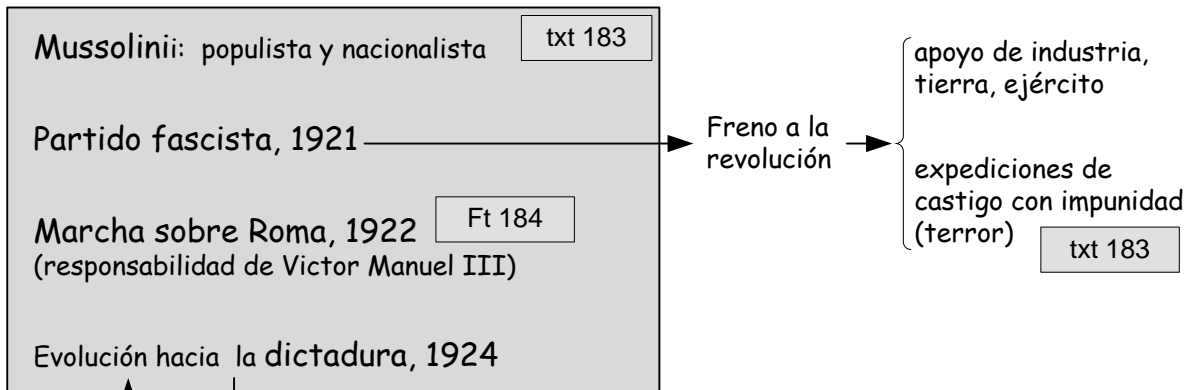 Mussolinii: populista y nacionalista
txt 183
Partido fascista, 1921
Freno a la
revolución
apoyo de industria,
tierra, ejército
expediciones de
castigo con impunidad
(terror)
txt 183
Marcha sobre Roma, 1922
Ft 184
(responsabilidad de Victor Manuel III)
Evolución hacia la dictadura, 1924